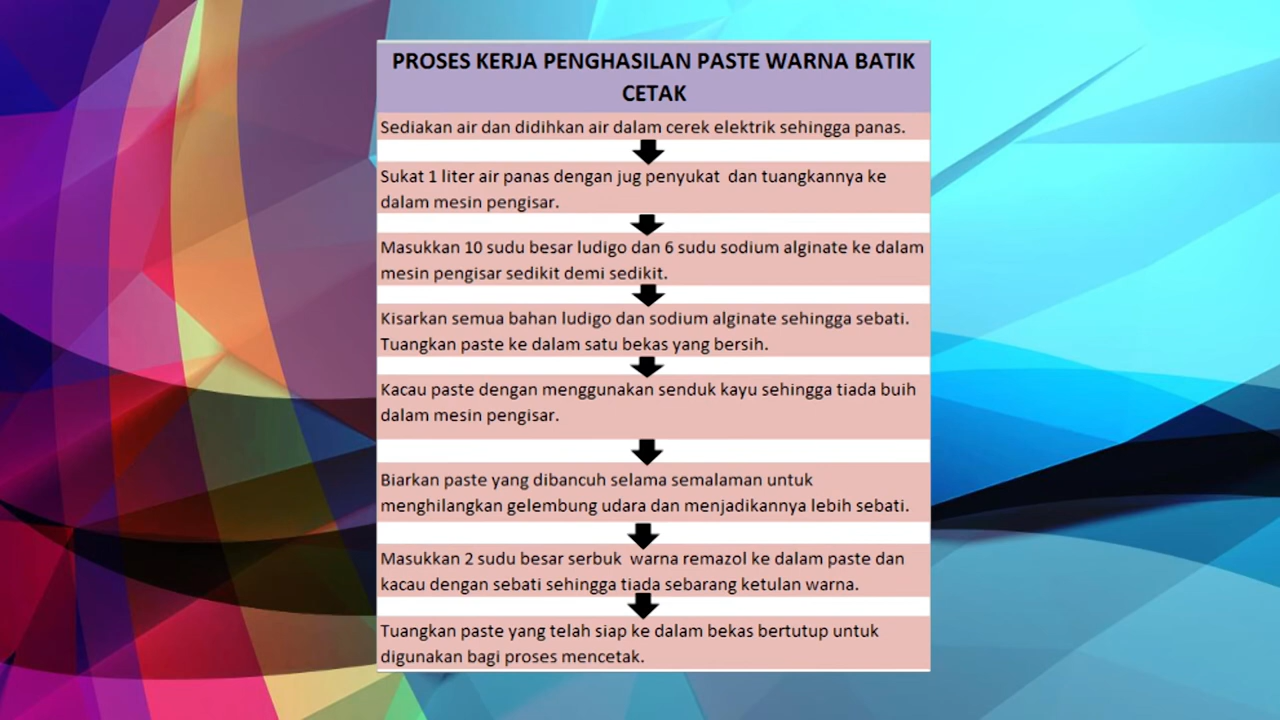 PROSES KERJA PENGHASILAN PASTE WARNA BATIK
CETAK
Sediakan air dan didihkan air dalam cerek elektrik sehingga panas.
Sukat 1 liter air panas dengan jug penyukat dan tuangkannya ke
dalam mesin pengisar.
Masukkan 10 sudu besar ludigo dan 6 sudu sodium alginate ke dalam
mesin pengisar sedikit demi sedikit.
Kisarkan semua bahan ludigo dan sodium alginate sehingga sebati.
Tuangkan paste ke dalam satu bekas yang bersih.
Kacau paste dengan menggunakan senduk kayu sehingga tiada buih
dalam mesin pengisar.
Biarkan paste yang dibancuh selama semalaman untuk
menghilangkan gelembung udara dan menjadikannya lebih sebati.
Masukkan 2 sudu besar serbuk warna remazol ke dalam paste dan
kacau dengan sebati sehingga tiada sebarang ketulan warna.
Tuangkan paste yang telah siap ke dalam bekas bertutup untuk
digunakan bagi proses mencetak.